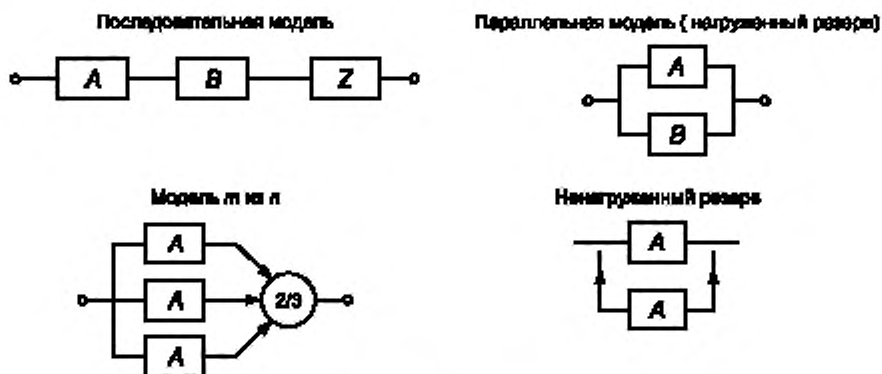 Последовательная модель
Параллельная модель ( нагруженный резерв)
A
B
Z
A
B
Модель m из n
Ненагруженный резерв
A
A
A
2/3
A
A